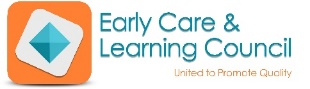 Early Care &
Learning Council
United to Promote Quality